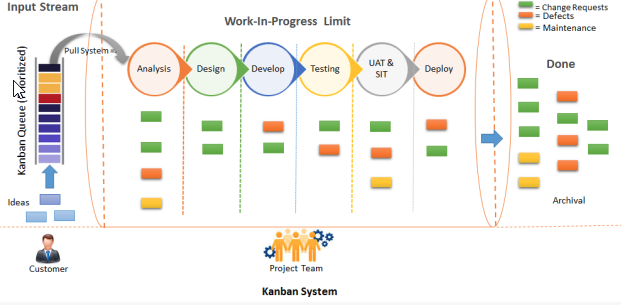 Input Stream
= Change Requests
= Defects
= Maintenance
Work-In-Progress Limit
Pull System
Kanban Queue (Prioritized)
Analysis
Design
Develop
Testing
UAT &
SIT
Deploy
Done
Ideas
Archival
Customer
Project Team
Kanban System